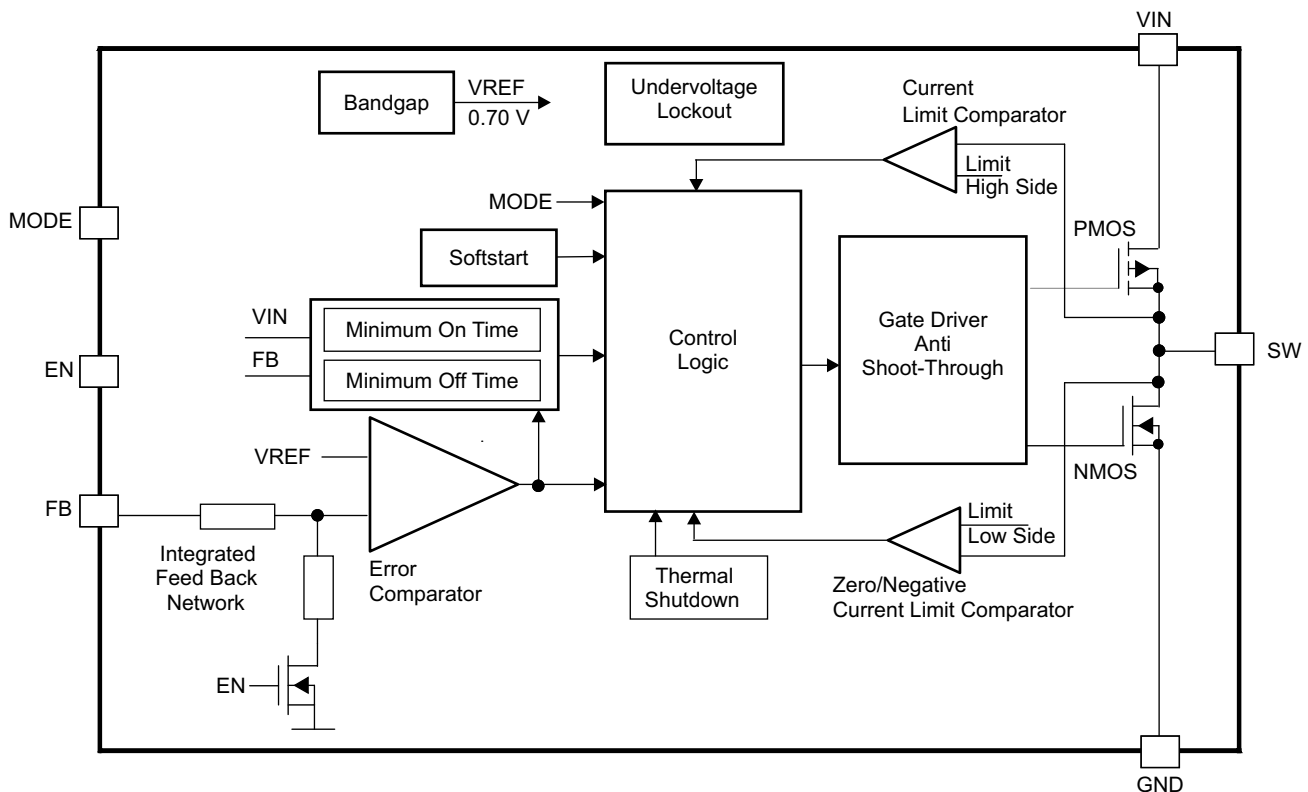 VIN
Bandgap
VREF
0.70 V
Undervoltage
Lockout
Current
Limit Comparator
Limit
High Side
MODE
MODE
PMOS
Softstart
VIN
FB
Minimum On Time
Minimum Off Time
Control
Logic
Gate Driver
Anti
Shoot-Through
EN
SW
VREF
NMOS
FB
Integrated
Feed Back
Network
Error
Comparator
Thermal
Shutdown
Limit
Low Side
Zero/Negative
Current Limit Comparator
EN
GND